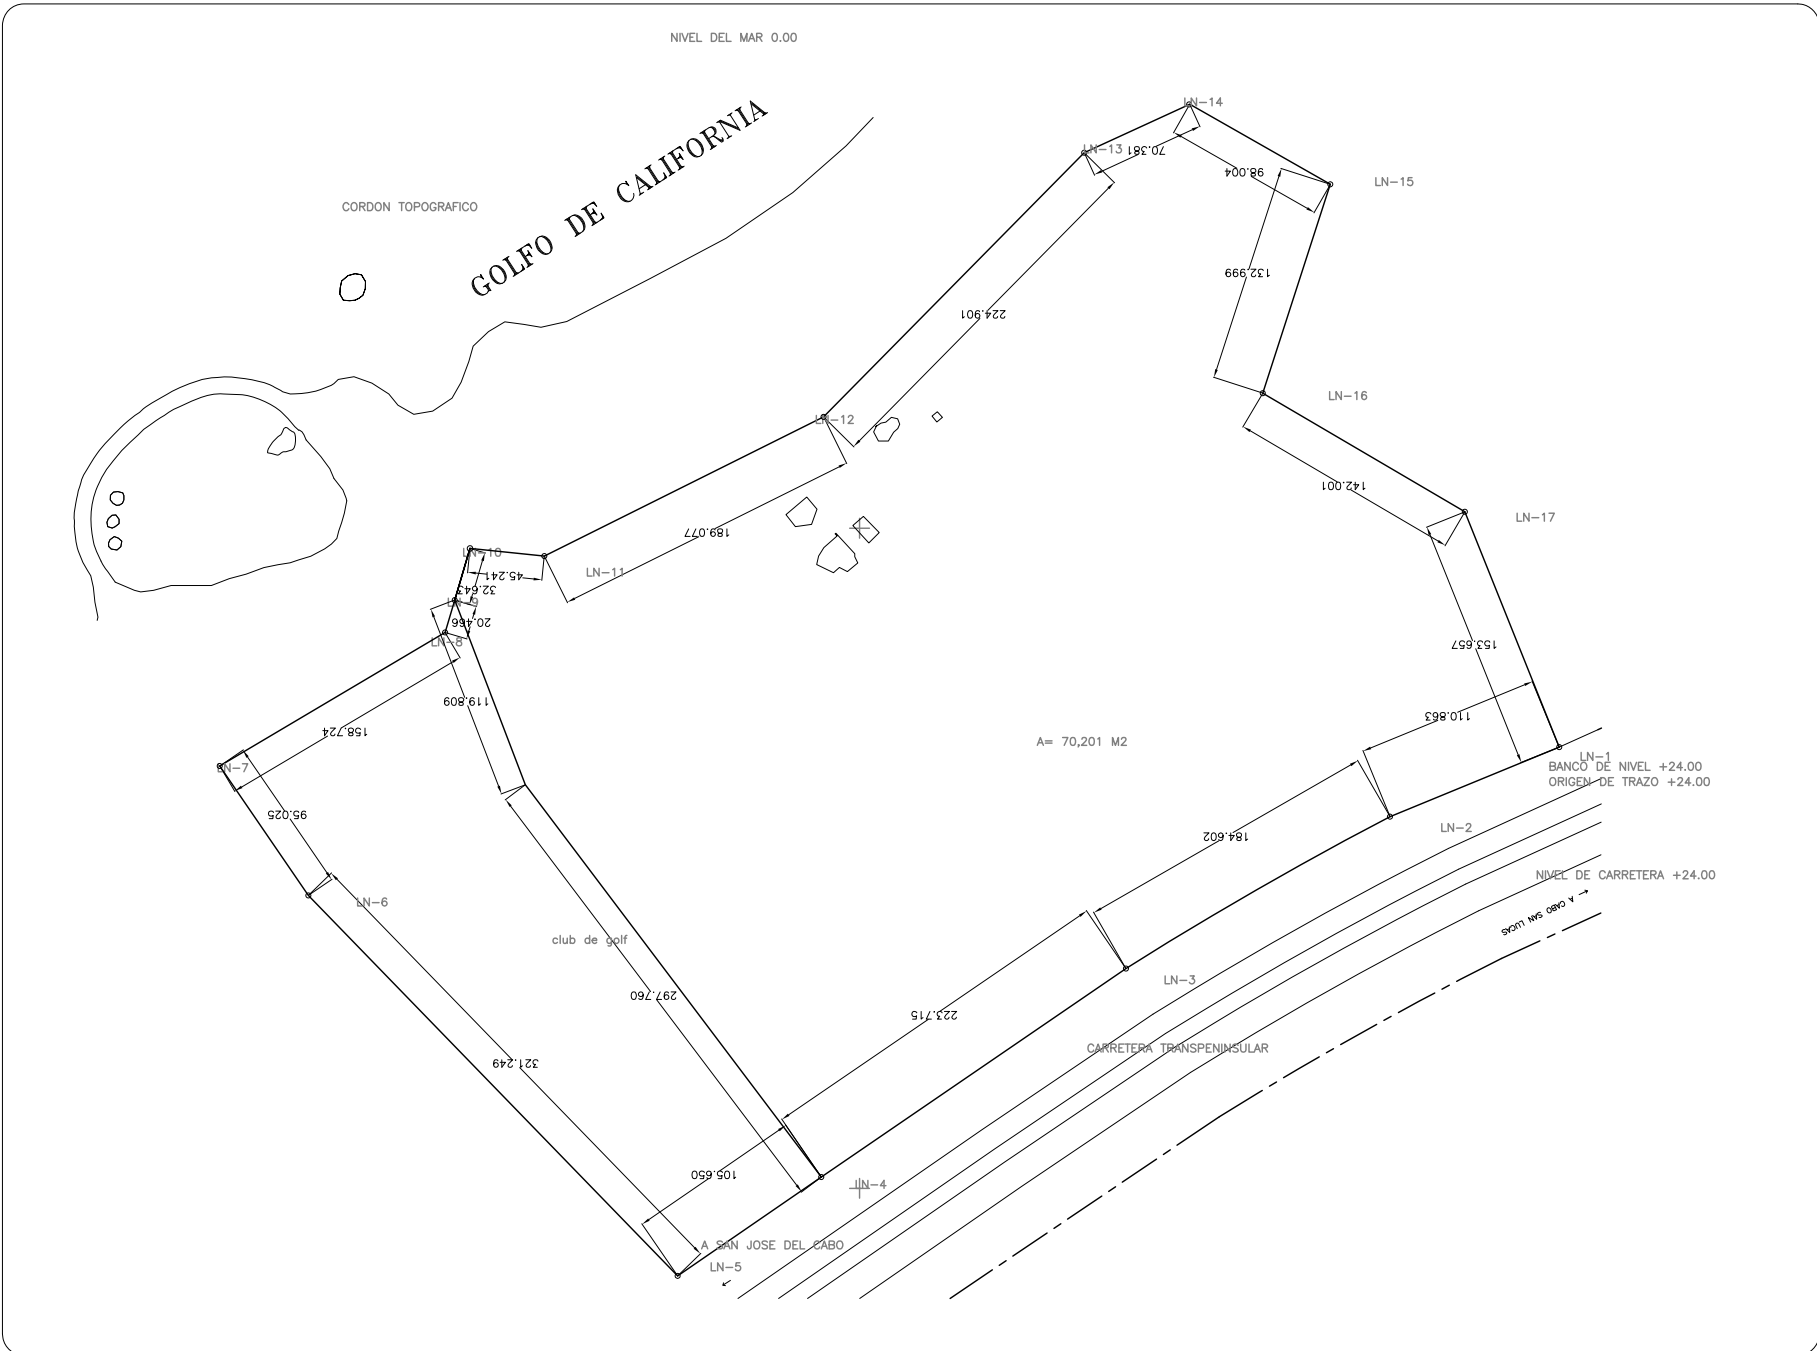 NIVEL DEL MAR 0.00
LN-14
GOLFO DE CALIFORNIA
LN-13
70.381
98.004
LN-15
CORDON TOPOGRAFICO
132.999
224.901
LN-16
LN-12
142.001
LN-17
189.077
LN-10
45.241
LN-11
32.643
LN-9
20.466
LN-8
153.657
119.809
110.863
158.724
A= 70,201 M2
LN-1
BANCO DE NIVEL +24.00
LN-7
ORIGEN DE TRAZO +24.00
95.025
LN-2
184.602
NIVEL DE CARRETERA +24.00
LN-6
A CABO SAN LUCAS
club de golf
LN-3
297.760
223.715
CARRETERA TRANSPENINSULAR
321.249
105.650
LN-4
A SAN JOSE DEL CABO
LN-5